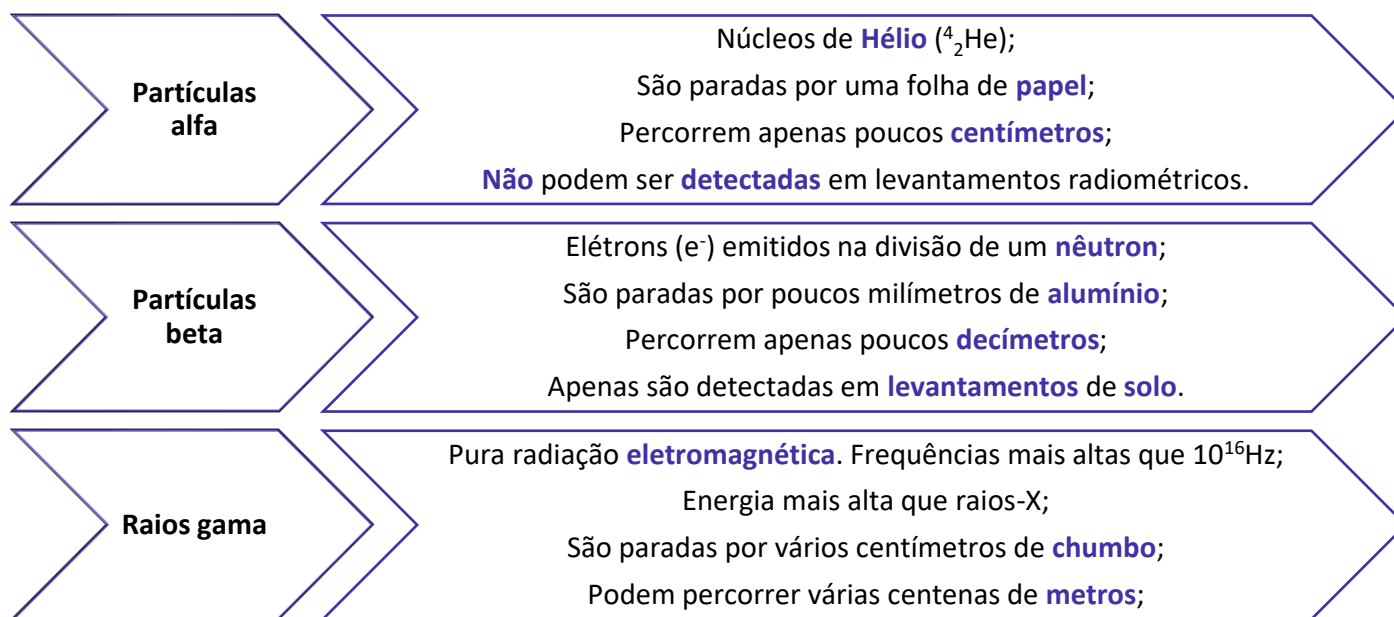 Partículas
alfa
Núcleos de Hélio (⁴₂He);
São paradas por uma folha de papel;
Percorrem apenas poucos centímetros;
Não podem ser detectadas em levantamentos radiométricos.
Partículas
beta
Elétrons (e⁻) emitidos na divisão de um nêutron;
São paradas por poucos milímetros de alumínio;
Percorrem apenas poucos decímetros;
Apenas são detectadas em levantamentos de solo.
Raios gama
Pura radiação eletromagnética. Frequências mais altas que 10¹⁶Hz;
Energia mais alta que raios-X;
São paradas por vários centímetros de chumbo;
Podem percorrer várias centenas de metros;